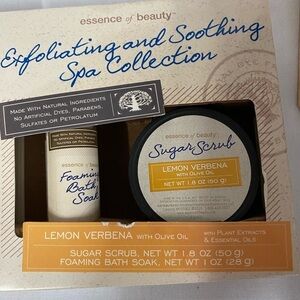 essence of beauty™
Exfoliating and Soothing
Spa Collection
MADE WITH NATURAL INGREDIENTS
NO ARTIFICIAL DYES, PARABENS,
SULFATES OR PETROLATUM
essence of beauty
Foaming
Bath
Soak
essence of beauty
Sugar Scrub
LEMON VERBENA
WITH OLIVE OIL
NET WT 1.8 OZ (50 g)
LEMON VERBENA WITH OLIVE OIL
WITH PLANT EXTRACTS
& ESSENTIAL OILS
SUGAR SCRUB, NET WT 1.8 OZ (50 g)
FOAMING BATH SOAK, NET WT 1 OZ (28 g)